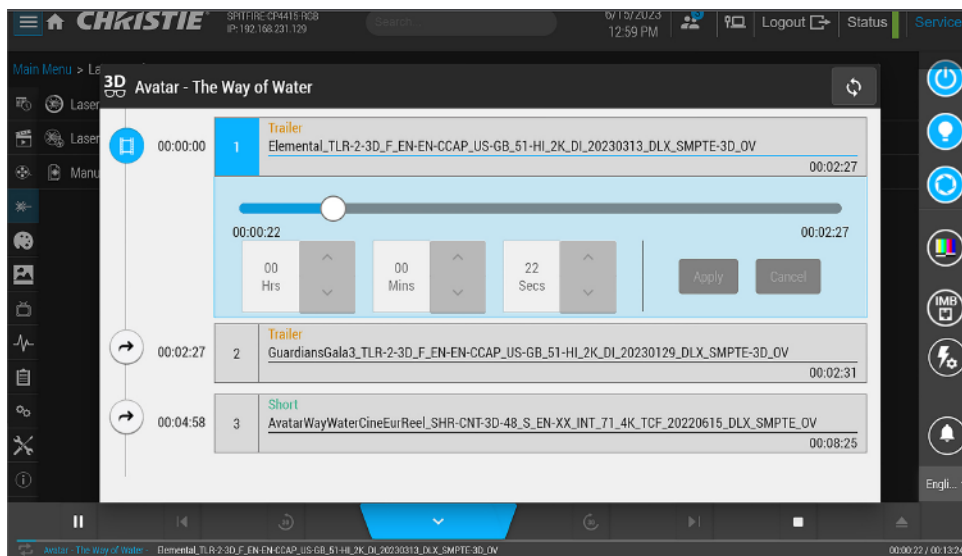 CHRISTIE
SPITFIRE-CP4415-RGB
IP: 192.168.231.129
Search...
6/15/2023
12:59 PM
Logout
Status
Service
Main Menu > La
3D Avatar - The Way of Water
Laser
Laser
Manu
00:00:00
1
Trailer
Elemental_TLR-2-3D_F_EN-EN-CCAP_US-GB_51-HI_2K_DI_20230313_DLX_SMPTE-3D_OV
00:02:27
00:00:22
00:02:27
00 Hrs
00 Mins
22 Secs
Apply
Cancel
00:02:27
2
Trailer
GuardiansGala3_TLR-2-3D_F_EN-EN-CCAP_US-GB_51-HI_2K_DI_20230129_DLX_SMPTE-3D_OV
00:02:31
00:04:58
3
Short
AvatarWayWaterCineEurReel_SHR-CNT-3D-48_S_EN-XX_INT_71_4K_TCF_20220615_DLX_SMPTE_OV
00:08:25
IMB
Engli...
30
30
Avatar - The Way of Water - Elemental_TLR-2-3D_F_EN-EN-CCAP_US-GB_51-HI_2K_DI_20230313_DLX_SMPTE-3D_OV
00:00:22 / 00:13:24